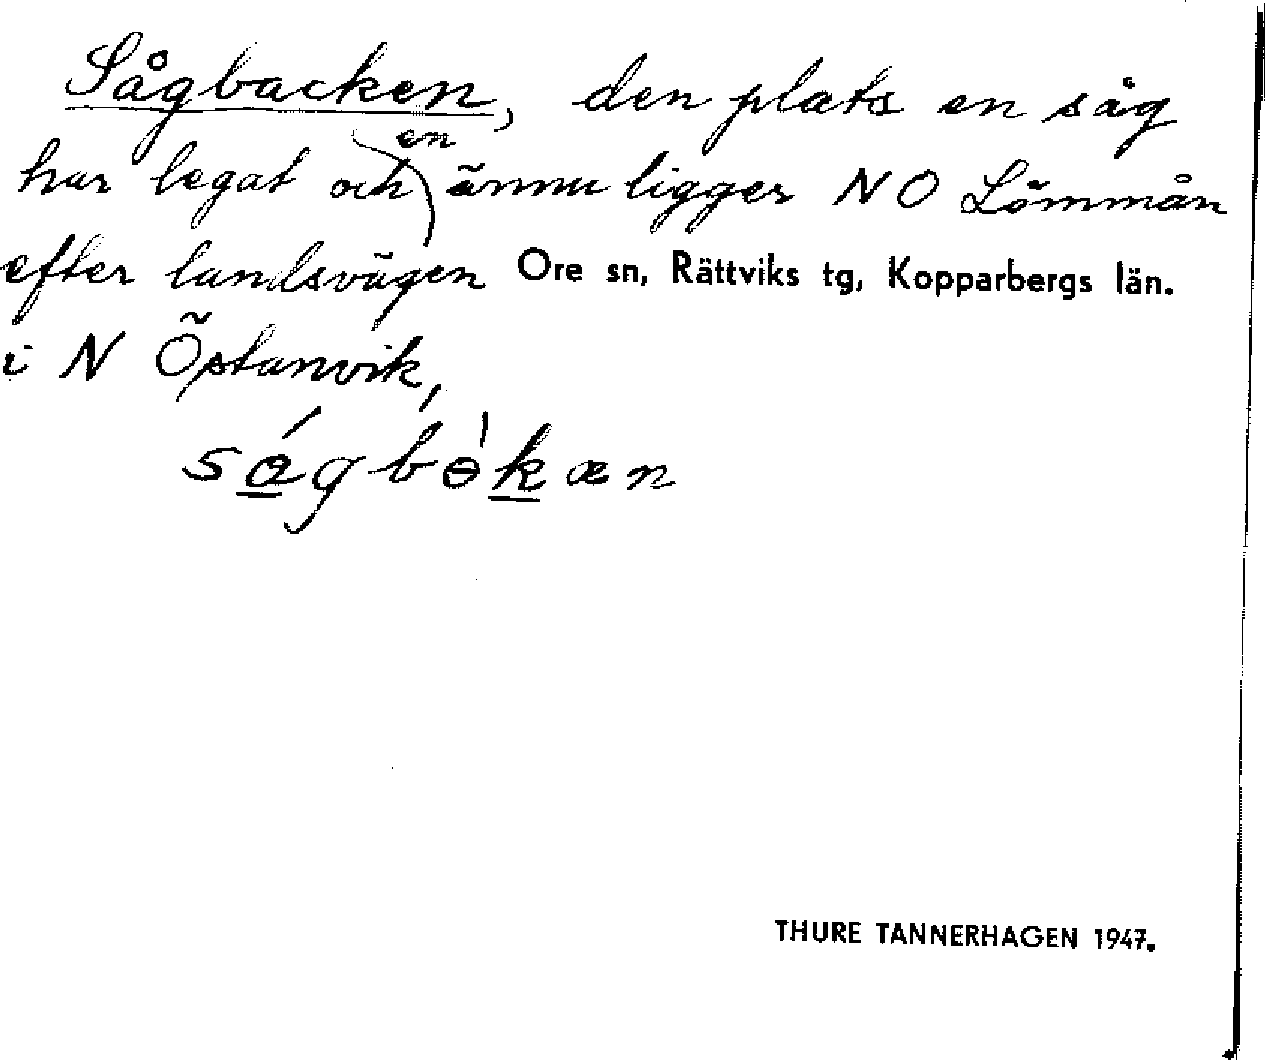 Sågbacken, den plats en såg
har legat och en ännu ligger NO Lömmån
efter landsvägen Ore sn, Rättviks tg, Kopparbergs län.
i N Östanvik,
THURE TANNERHAGEN 1947.